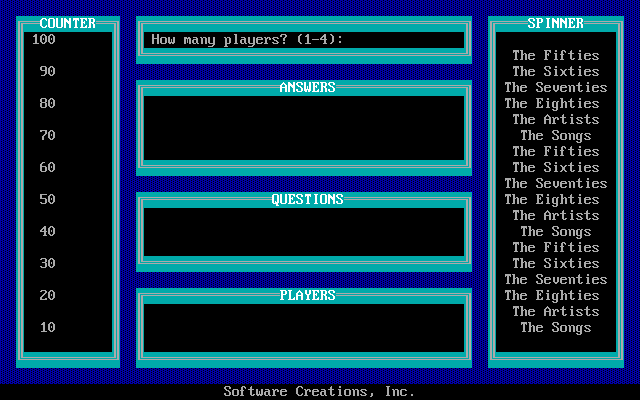 COUNTER
100
90
80
70
60
50
40
30
20
10
How many players? (1-4):
ANSWERS
QUESTIONS
PLAYERS
SPINNER
The Fifties
The Sixties
The Seventies
The Eighties
The Artists
The Songs
The Fifties
The Sixties
The Seventies
The Eighties
The Artists
The Songs
The Fifties
The Sixties
The Seventies
The Eighties
The Artists
The Songs
Software Creations, Inc.